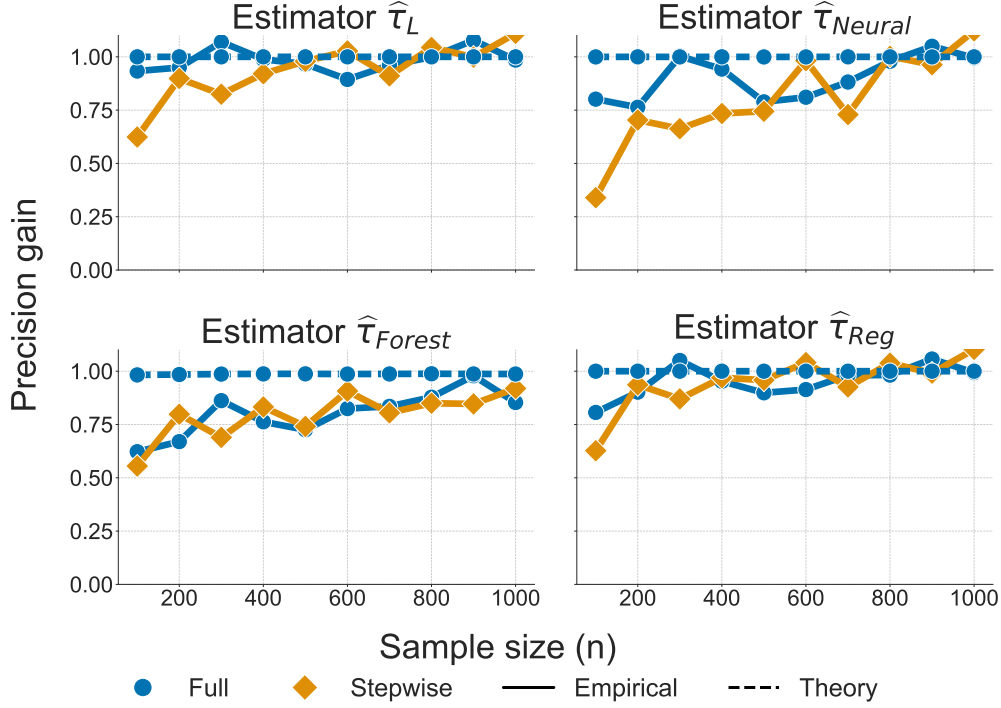 Estimator τ̂_L
Estimator τ̂_Neural
1.00
0.75
0.50
0.25
0.00
Precision gain
Estimator τ̂_Forest
Estimator τ̂_Reg
1.00
0.75
0.50
0.25
0.00
200 400 600 800 1000
200 400 600 800 1000
Sample size (n)
Full Stepwise Empirical Theory